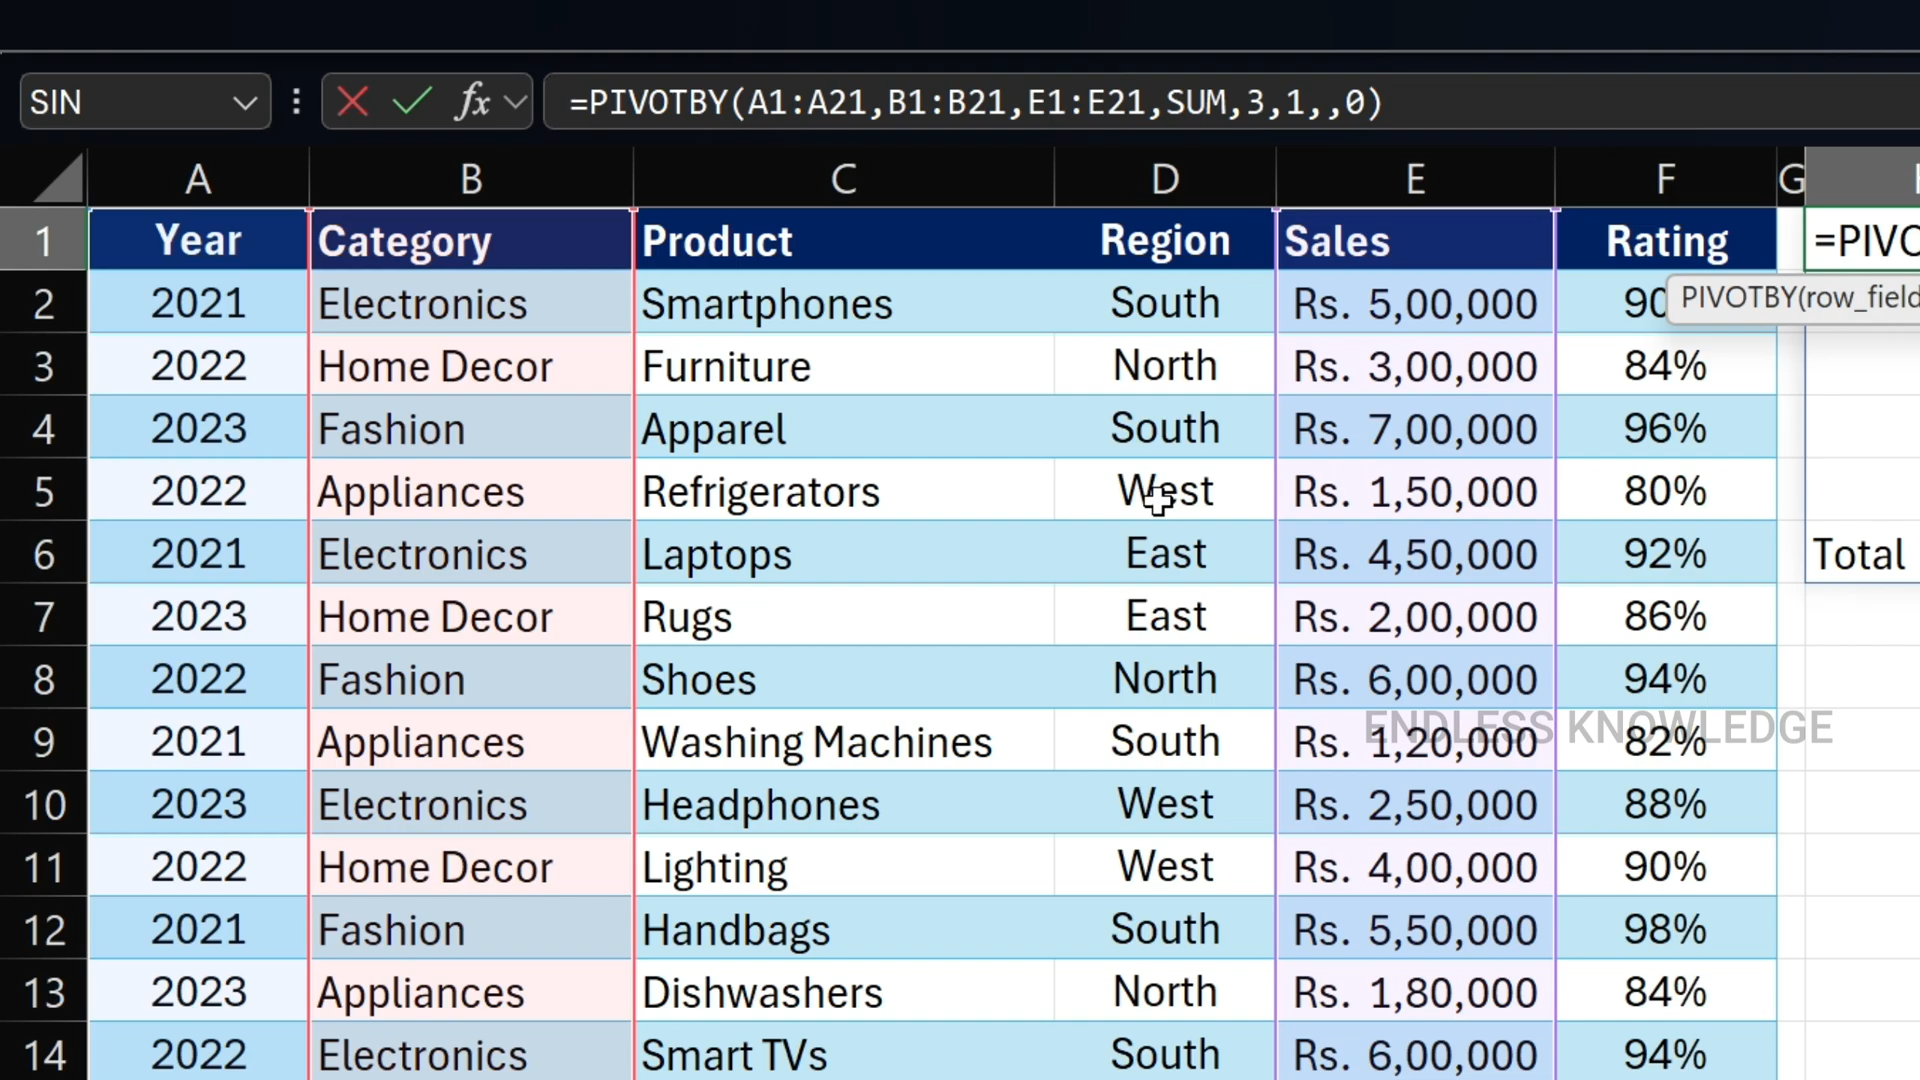 SIN fx =PIVOTBY(A1:A21,B1:B21,E1:E21,SUM,3,1,,0)
A B C D E F G
1 Year Category Product Region Sales Rating =PIVO
PIVOTBY(row_field
2 2021 Electronics Smartphones South Rs. 5,00,000 90
3 2022 Home Decor Furniture North Rs. 3,00,000 84%
4 2023 Fashion Apparel South Rs. 7,00,000 96%
5 2022 Appliances Refrigerators West Rs. 1,50,000 80%
6 2021 Electronics Laptops East Rs. 4,50,000 92% Total
7 2023 Home Decor Rugs East Rs. 2,00,000 86%
8 2022 Fashion Shoes North Rs. 6,00,000 94%
ENDLESS KNOWLEDGE
9 2021 Appliances Washing Machines South Rs. 1,20,000 82%
10 2023 Electronics Headphones West Rs. 2,50,000 88%
11 2022 Home Decor Lighting West Rs. 4,00,000 90%
12 2021 Fashion Handbags South Rs. 5,50,000 98%
13 2023 Appliances Dishwashers North Rs. 1,80,000 84%
14 2022 Electronics Smart TVs South Rs. 6,00,000 94%